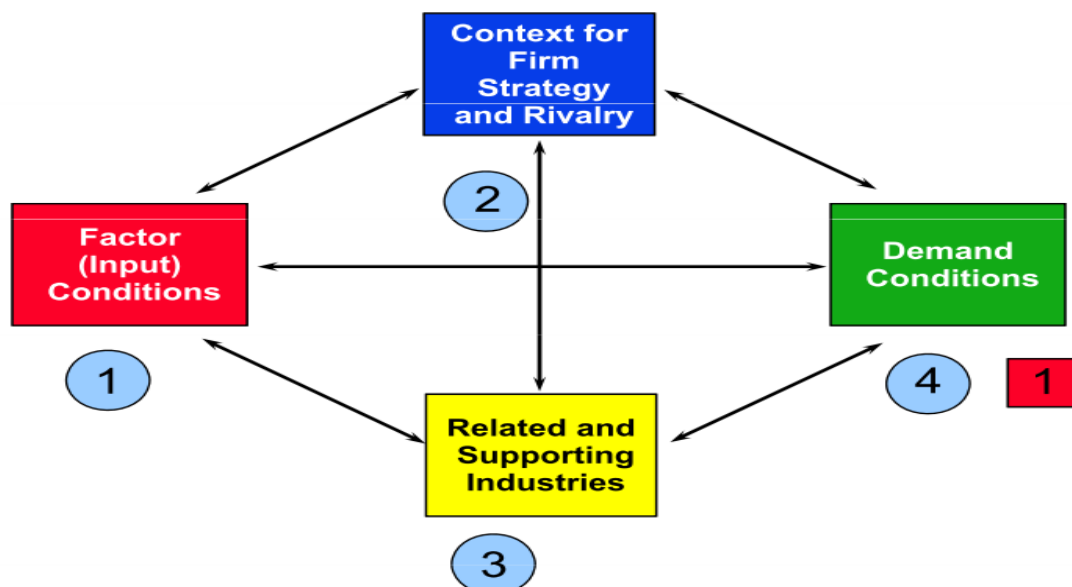 Context for
Firm
Strategy
and Rivalry
2
Factor
(Input)
Conditions
Demand
Conditions
1
4
1
Related and
Supporting
Industries
3